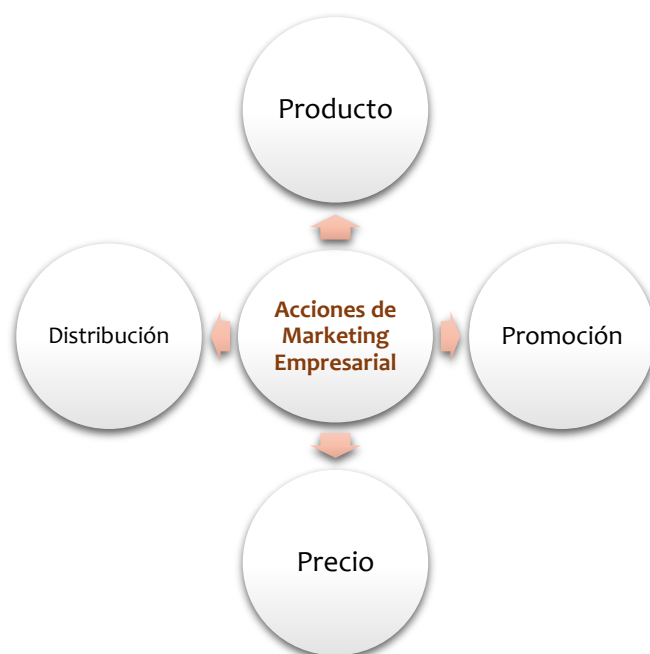 Producto
Distribución
Acciones de
Marketing
Empresarial
Promoción
Precio